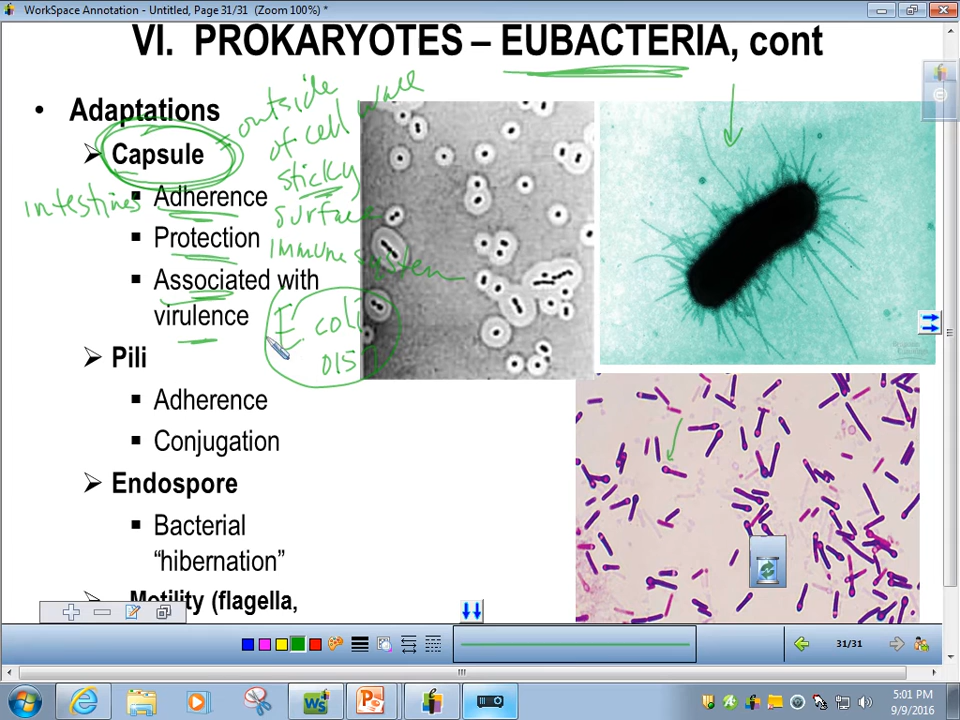 WorkSpace Annotation - Untitled, Page 31/31 (Zoom 100%) *
VI. PROKARYOTES – EUBACTERIA, cont
• Adaptations
Capsule
outside
of cell wall
sticky
surface
intestines
Adherence
Protection
immune system
Associated with
virulence
E coli
0157
Pili
Adherence
Conjugation
Endospore
Bacterial
“hibernation”
Motility (flagella,
31/31
5:01 PM
9/9/2016